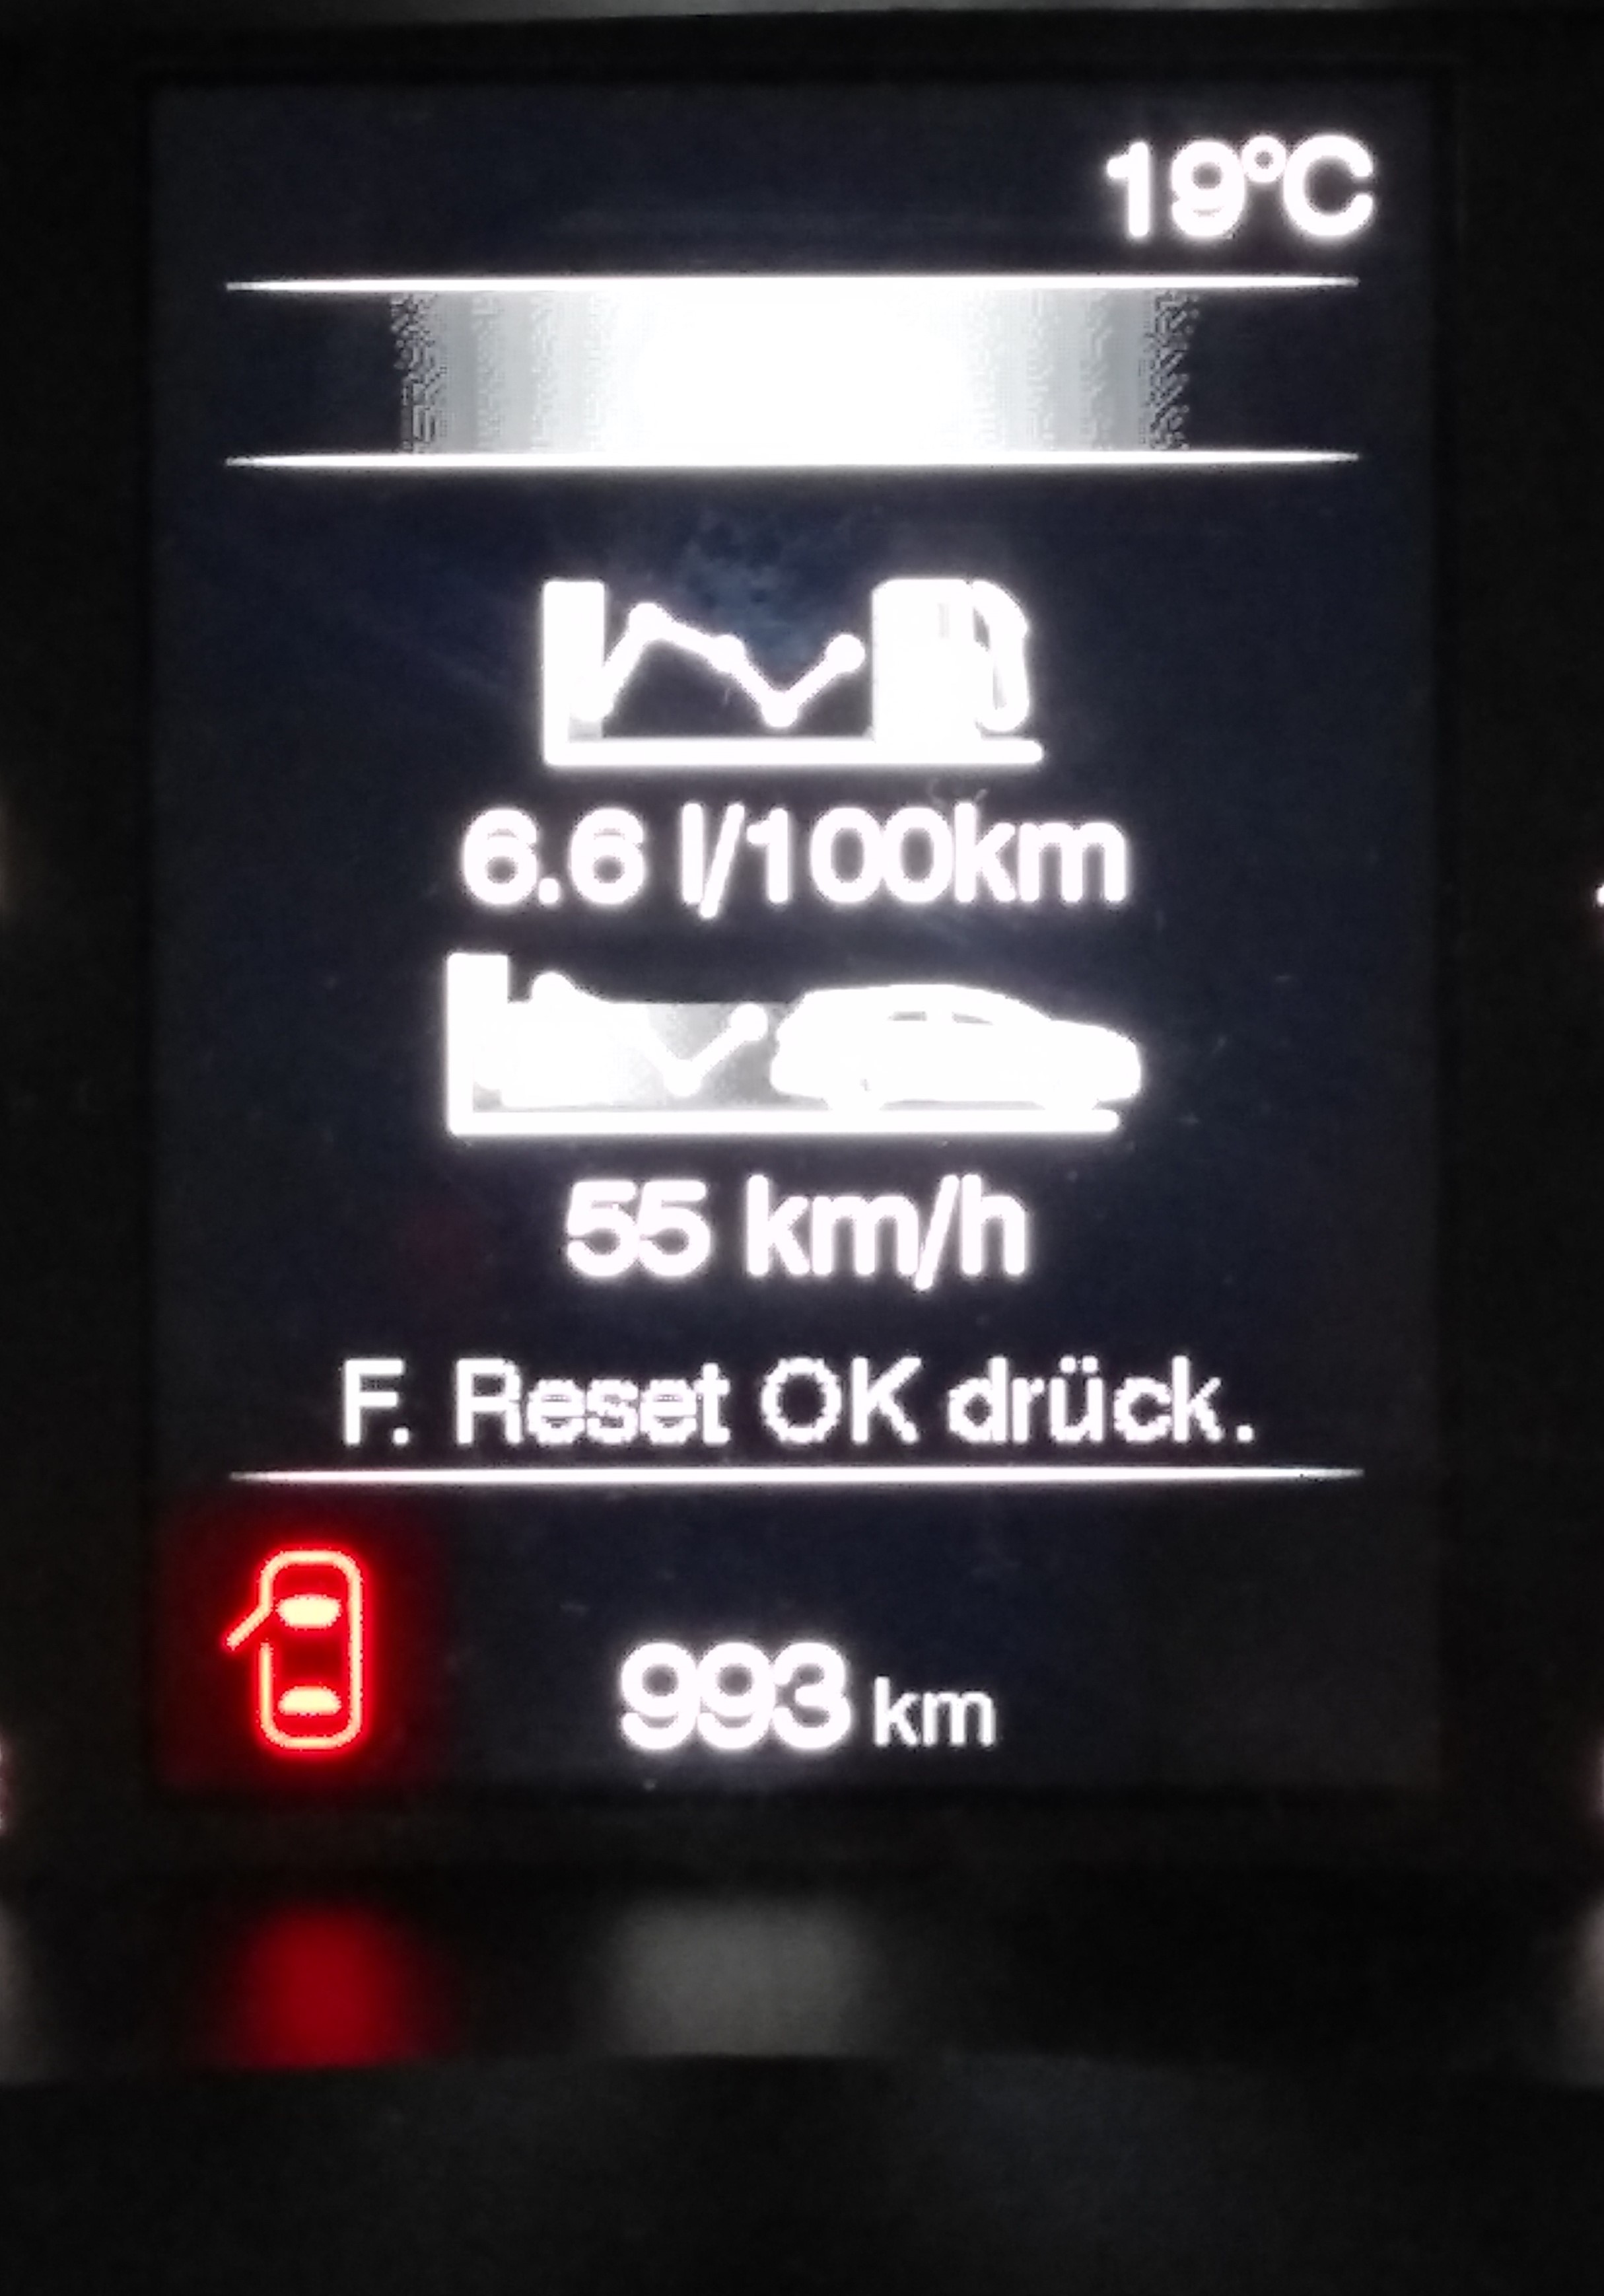 19°C
6.6 l/100km
55 km/h
F. Reset OK drück.
993 km